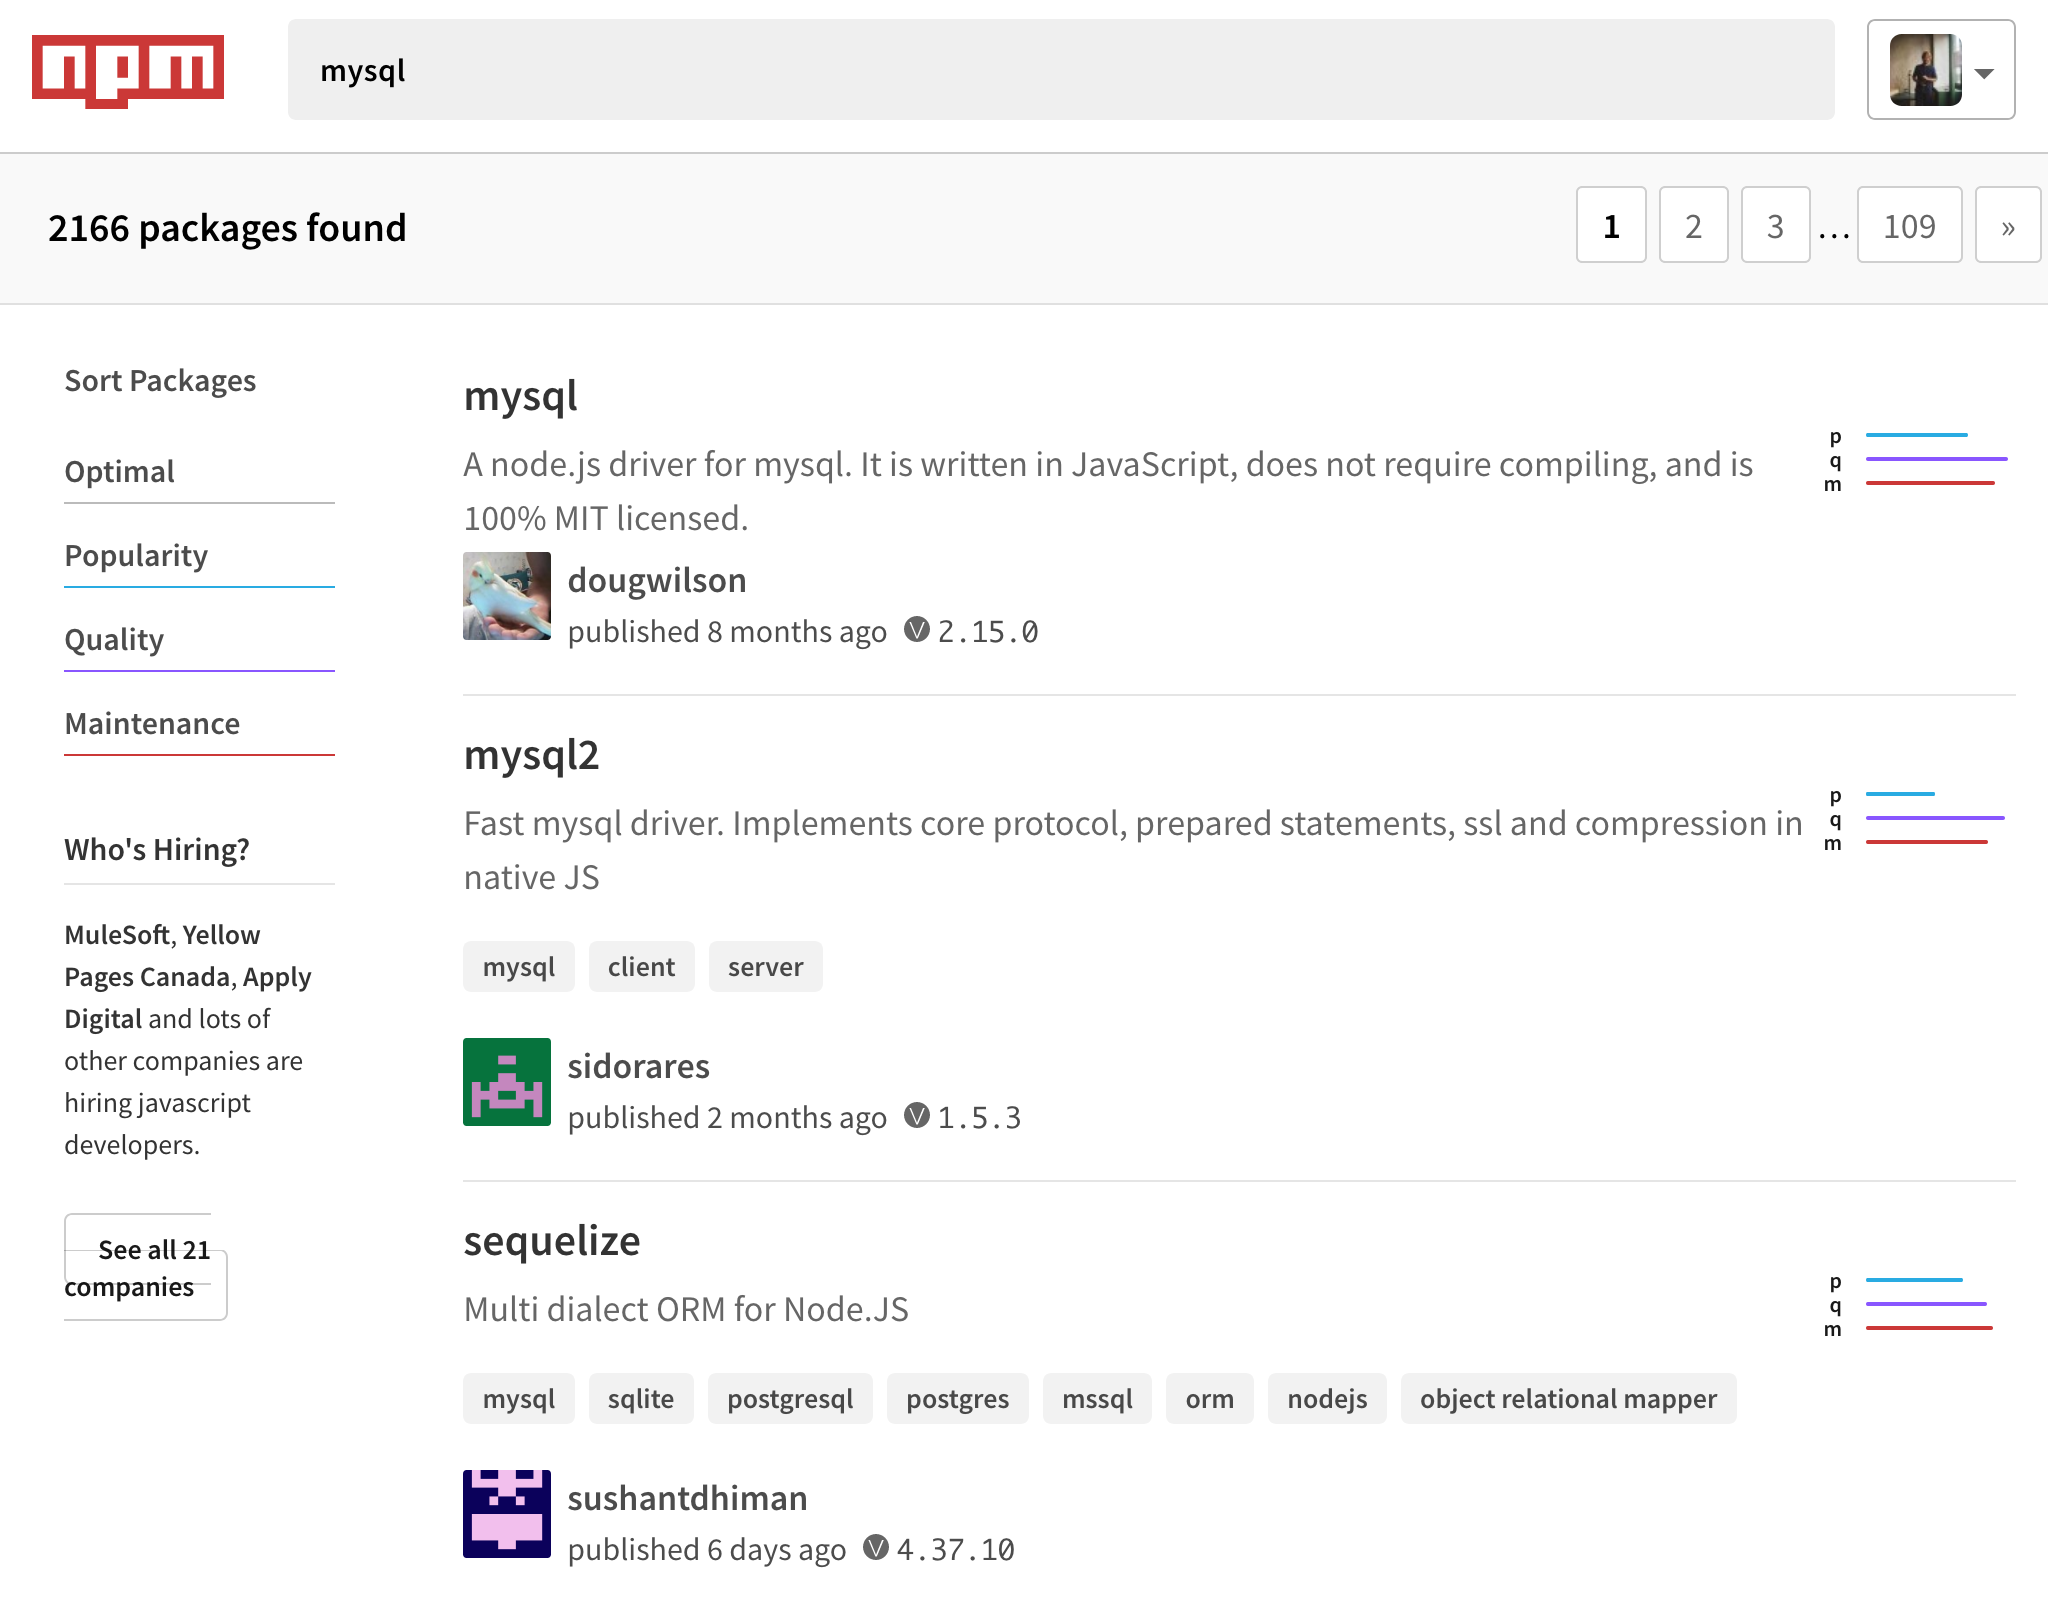 npm
mysql
2166 packages found
1 2 3 ... 109 »
Sort Packages
Optimal
Popularity
Quality
Maintenance
Who's Hiring?
MuleSoft, Yellow
Pages Canada, Apply
Digital and lots of
other companies are
hiring javascript
developers.
See all 21
companies
mysql
A node.js driver for mysql. It is written in JavaScript, does not require compiling, and is
100% MIT licensed.
p
q
m
dougwilson
published 8 months ago V 2.15.0
mysql2
Fast mysql driver. Implements core protocol, prepared statements, ssl and compression in
native JS
p
q
m
mysql client server
sidorares
published 2 months ago V 1.5.3
sequelize
Multi dialect ORM for Node.JS
p
q
m
mysql sqlite postgresql postgres mssql orm nodejs object relational mapper
sushantdhiman
published 6 days ago V 4.37.10